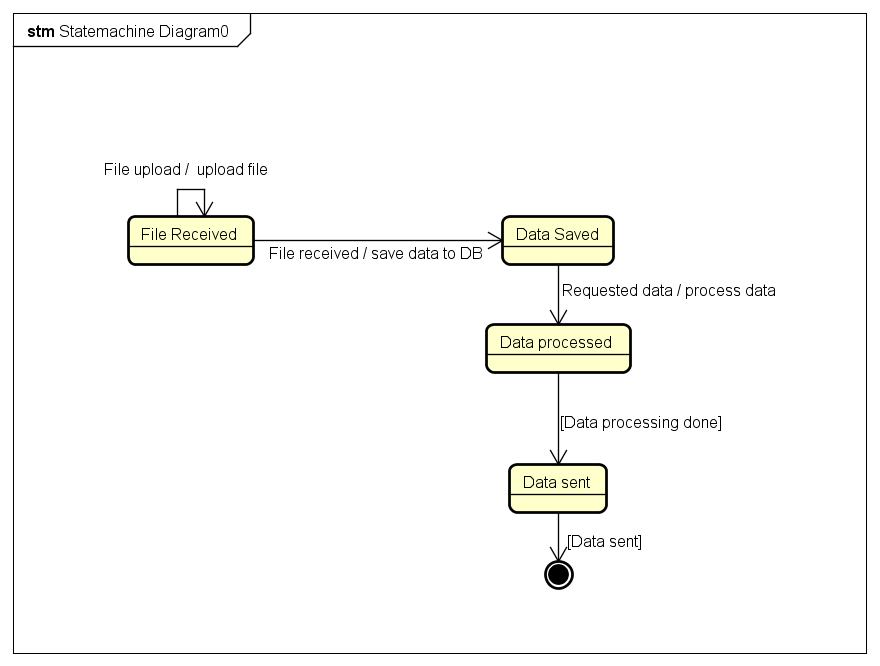 stm Statemachine Diagram0
File upload /  upload file
File Received
File received / save data to DB
Data Saved
Requested data / process data
Data processed
[Data processing done]
Data sent
[Data sent]